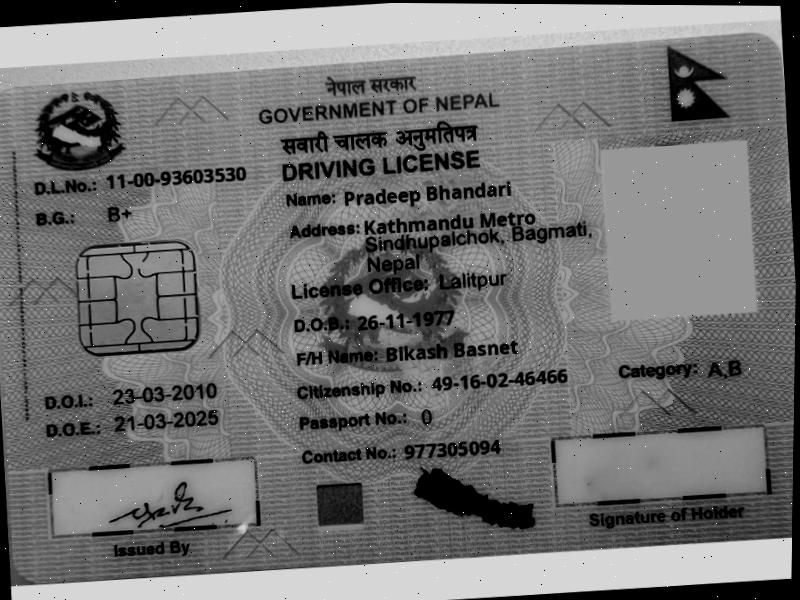 नेपाल सरकार
GOVERNMENT OF NEPAL
सवारी चालक अनुमतिपत्र
DRIVING LICENSE
D.L.No.: 11-00-93603530
B.G.: B+
Name: Pradeep Bhandari
Address: Kathmandu Metro
Sindhupalchok, Bagmati,
Nepal
License Office: Lalitpur
D.O.B.: 26-11-1977
F/H Name: Bikash Basnet
Citizenship No.: 49-16-02-46466
Category: A,B
D.O.I.: 23-03-2010
Passport No.: 0
D.O.E.: 21-03-2025
Contact No.: 977305094
Issued By
Signature of Holder